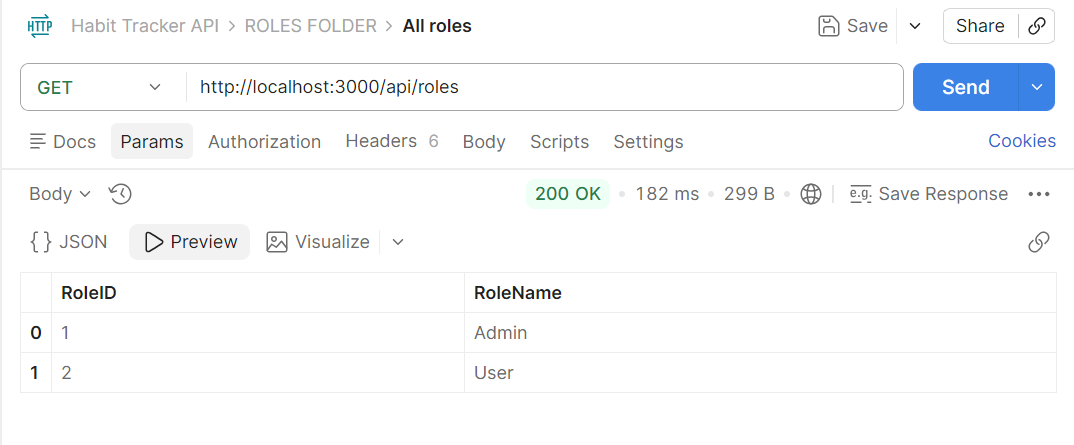 HTTP Habit Tracker API > ROLES FOLDER > All roles Save Share
GET http://localhost:3000/api/roles Send
Docs Params Authorization Headers 6 Body Scripts Settings Cookies
Body 200 OK • 182 ms • 299 B • e.g. Save Response
{} JSON Preview Visualize
RoleID RoleName
0 1 Admin
1 2 User